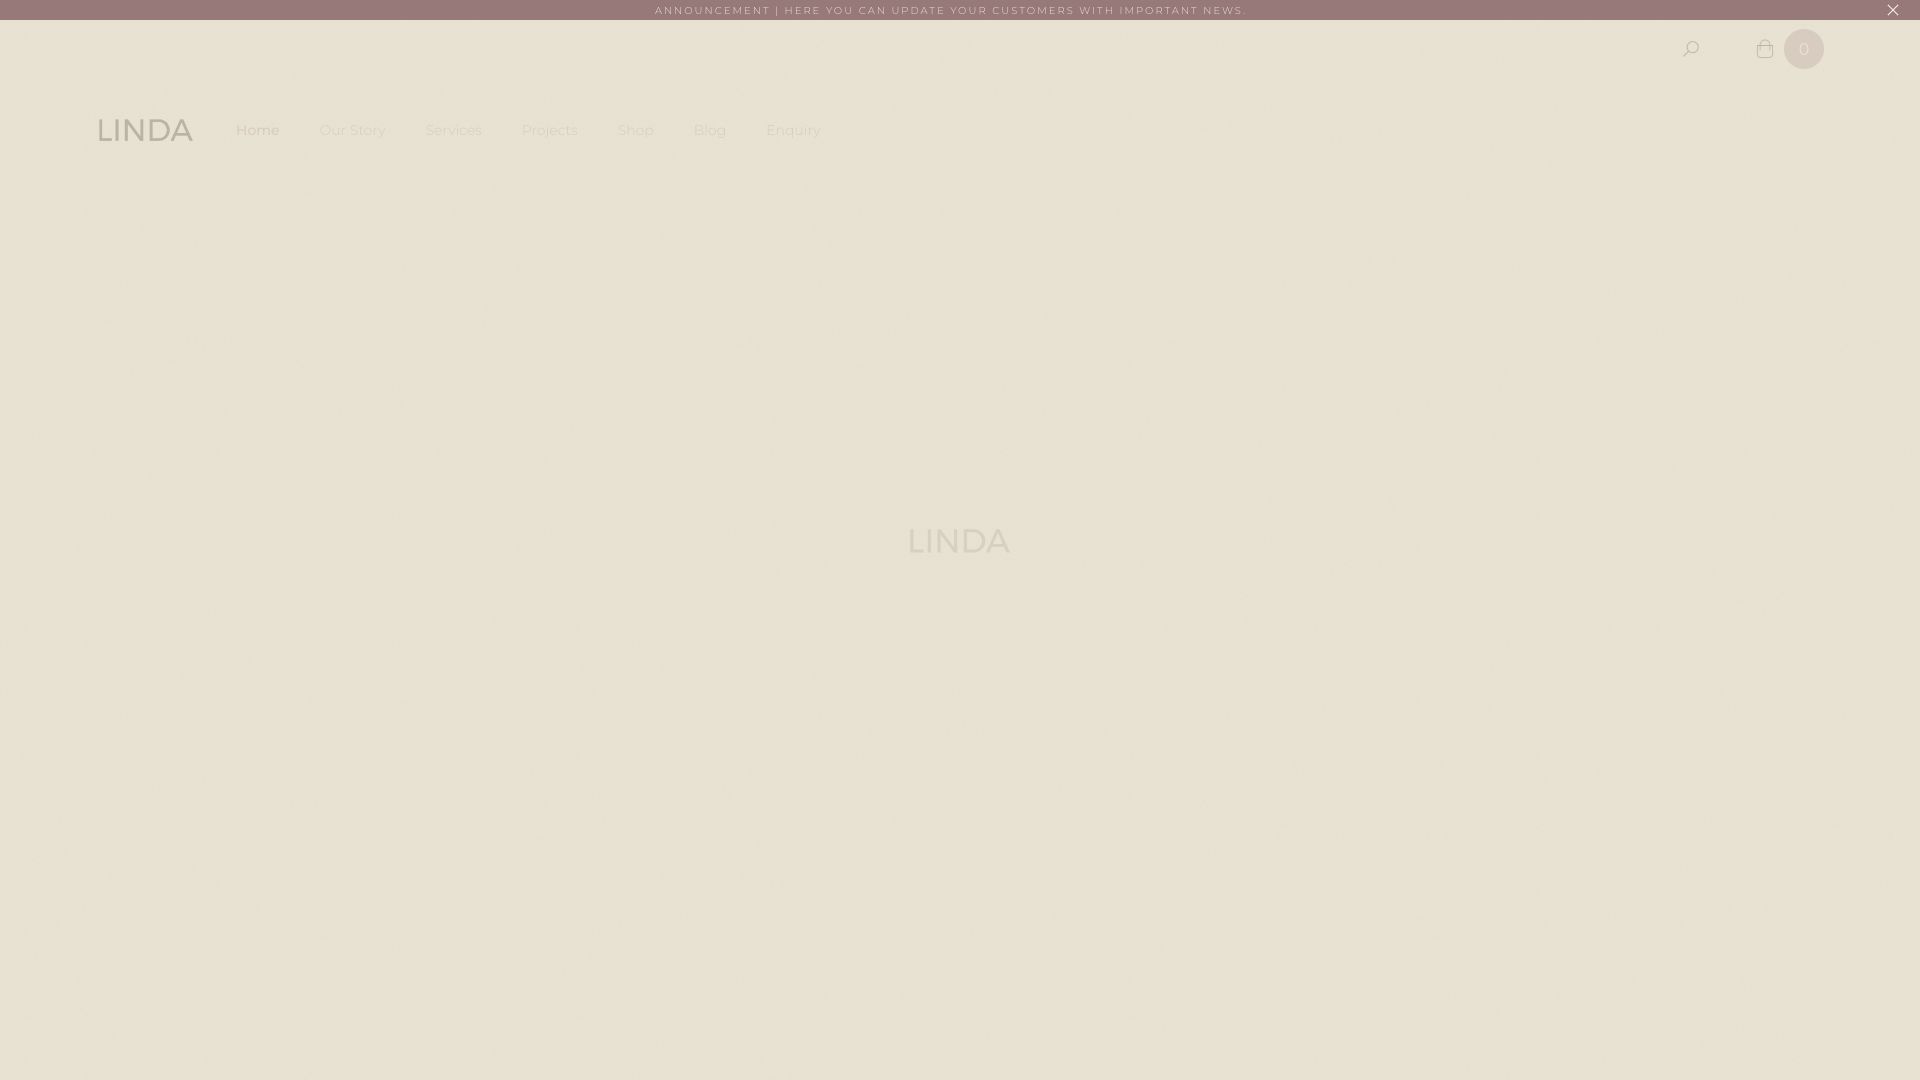 ANNOUNCEMENT | HERE YOU CAN UPDATE YOUR CUSTOMERS WITH IMPORTANT NEWS.
0
LINDA Home Our Story Services Projects Shop Blog Enquiry
LINDA